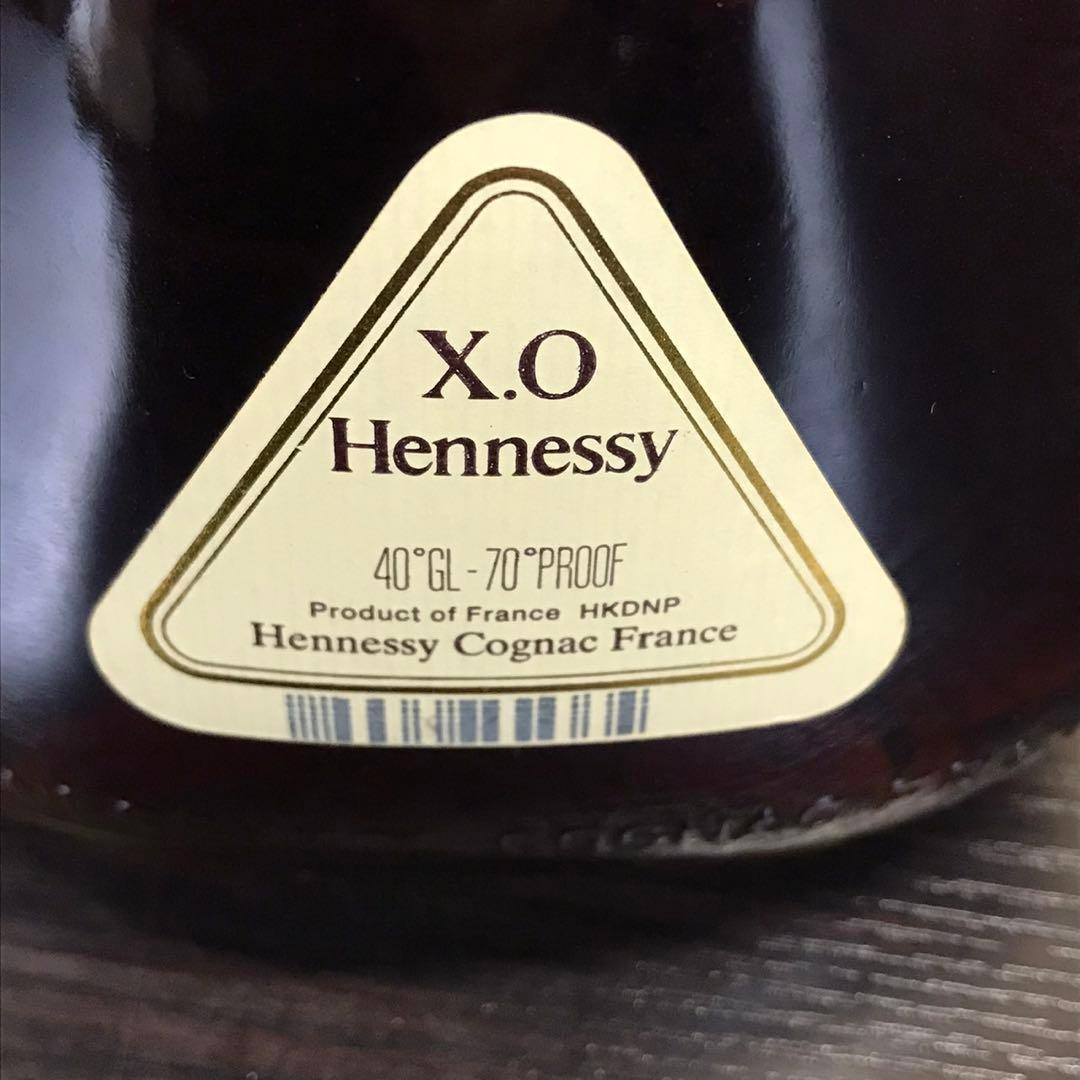 X.O
Hennessy
40°GL - 70°PROOF
Product of France HKDNP
Hennessy Cognac France